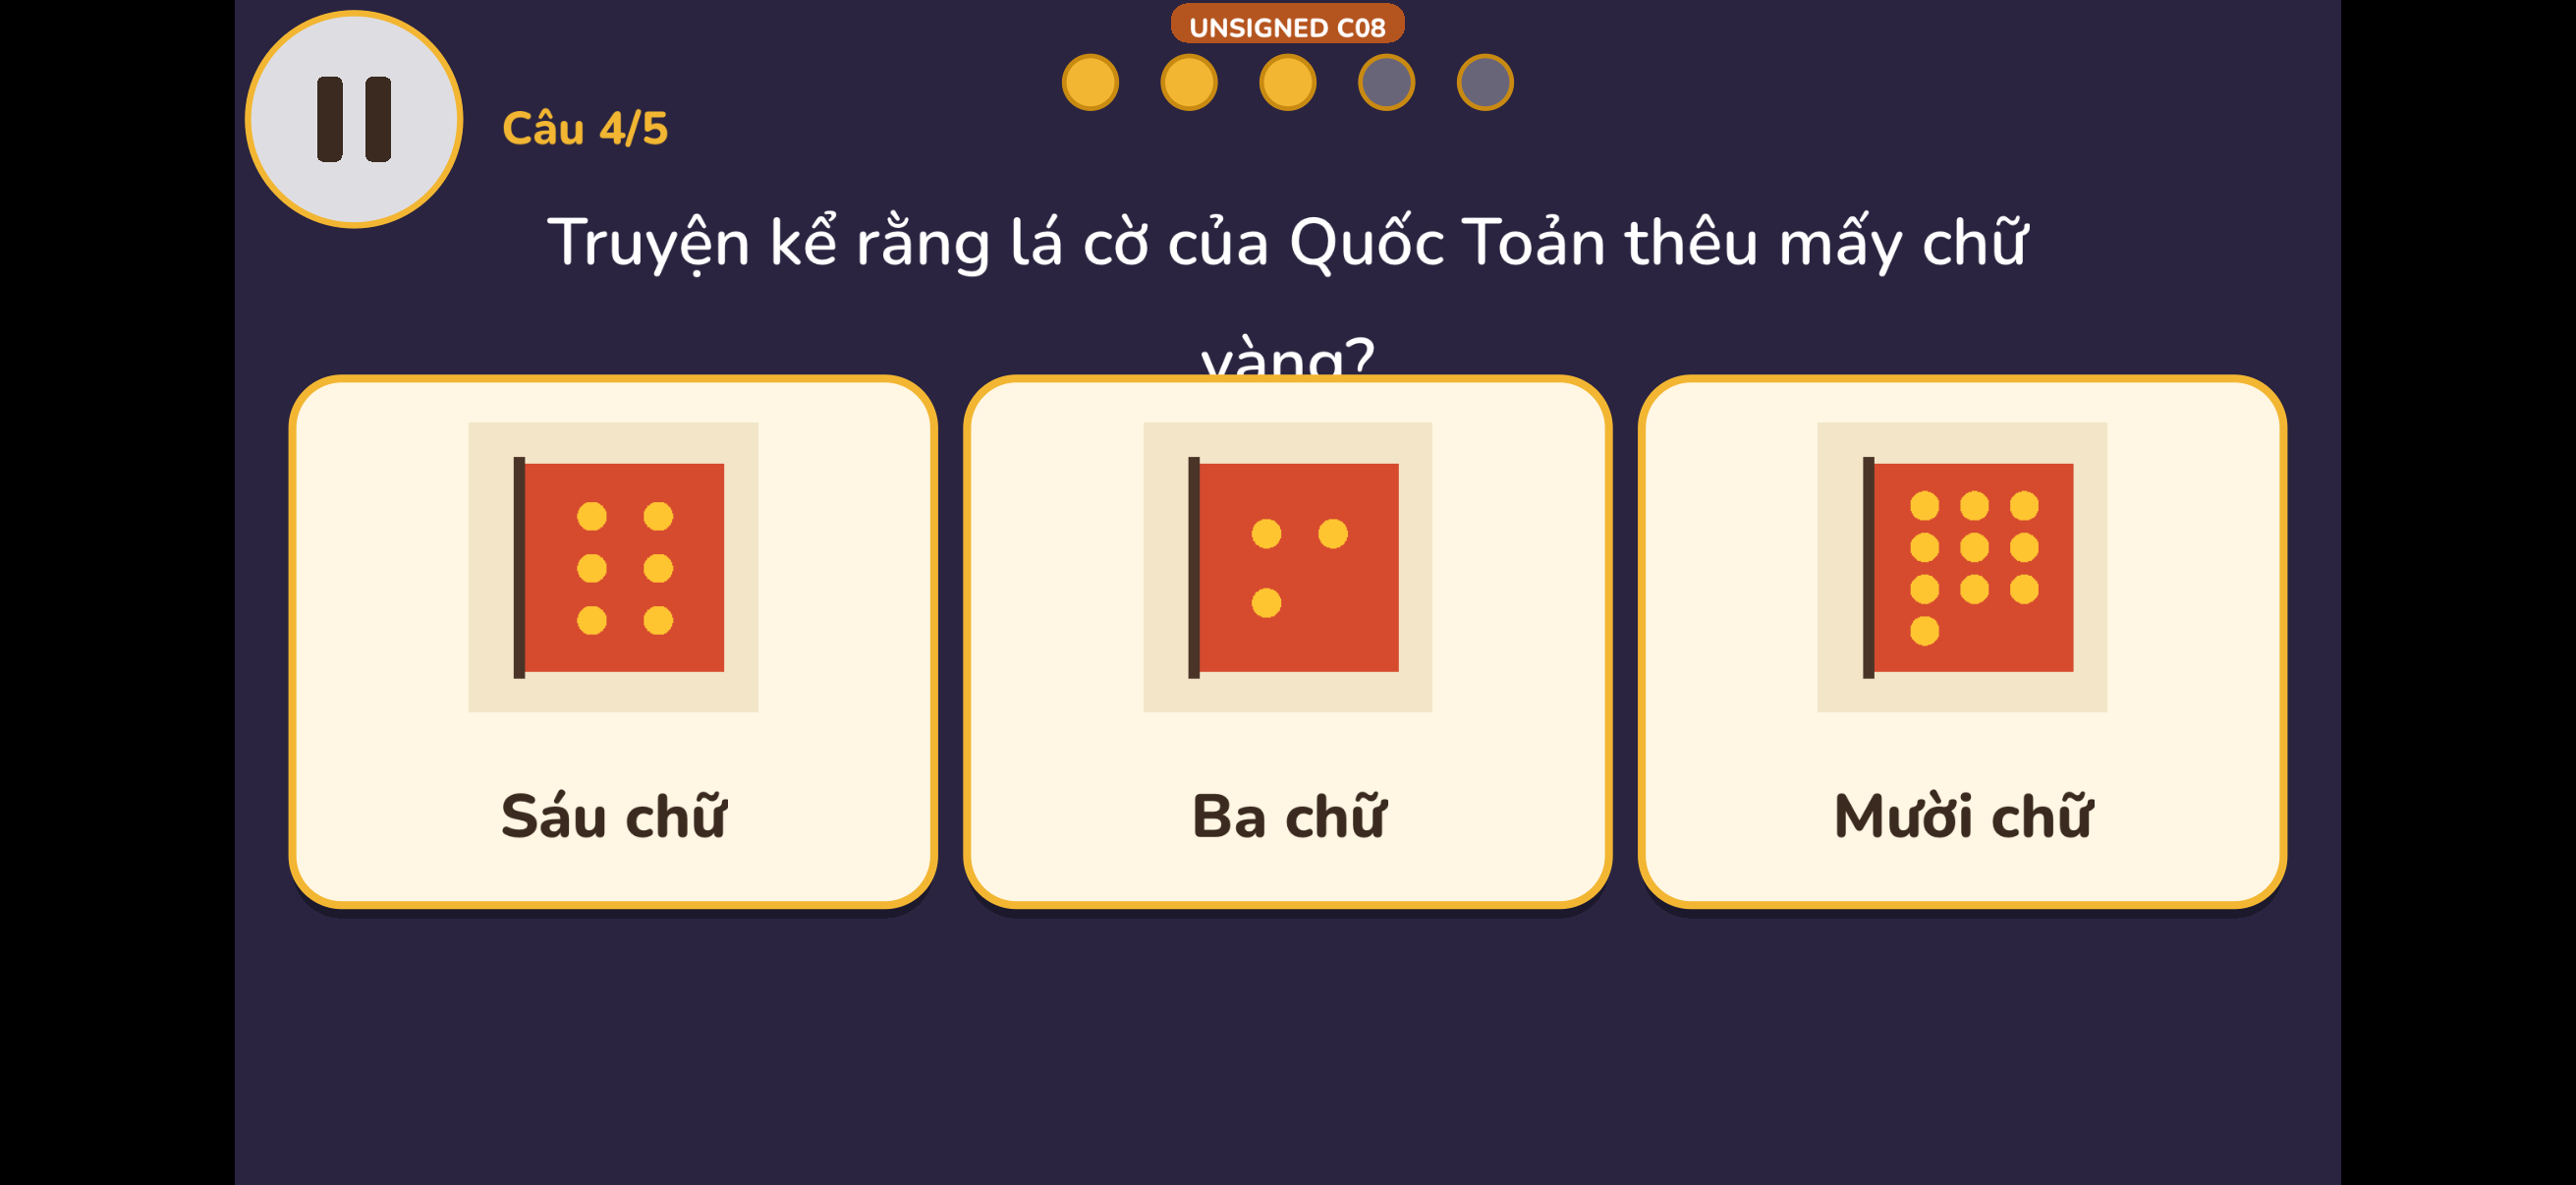 UNSIGNED C08
Câu 4/5
Truyện kể rằng lá cờ của Quốc Toản thêu mấy chữ
vàng?
Sáu chữ
Ba chữ
Mười chữ